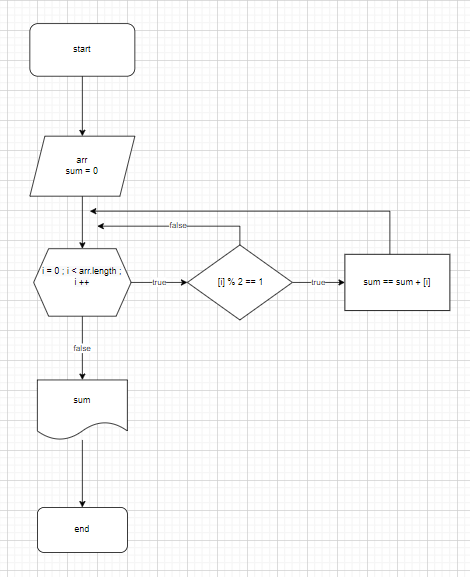 start
arr
sum = 0
false
i = 0 ; i < arr.length ;
i ++
true
[i] % 2 == 1
true
sum == sum + [i]
false
sum
end